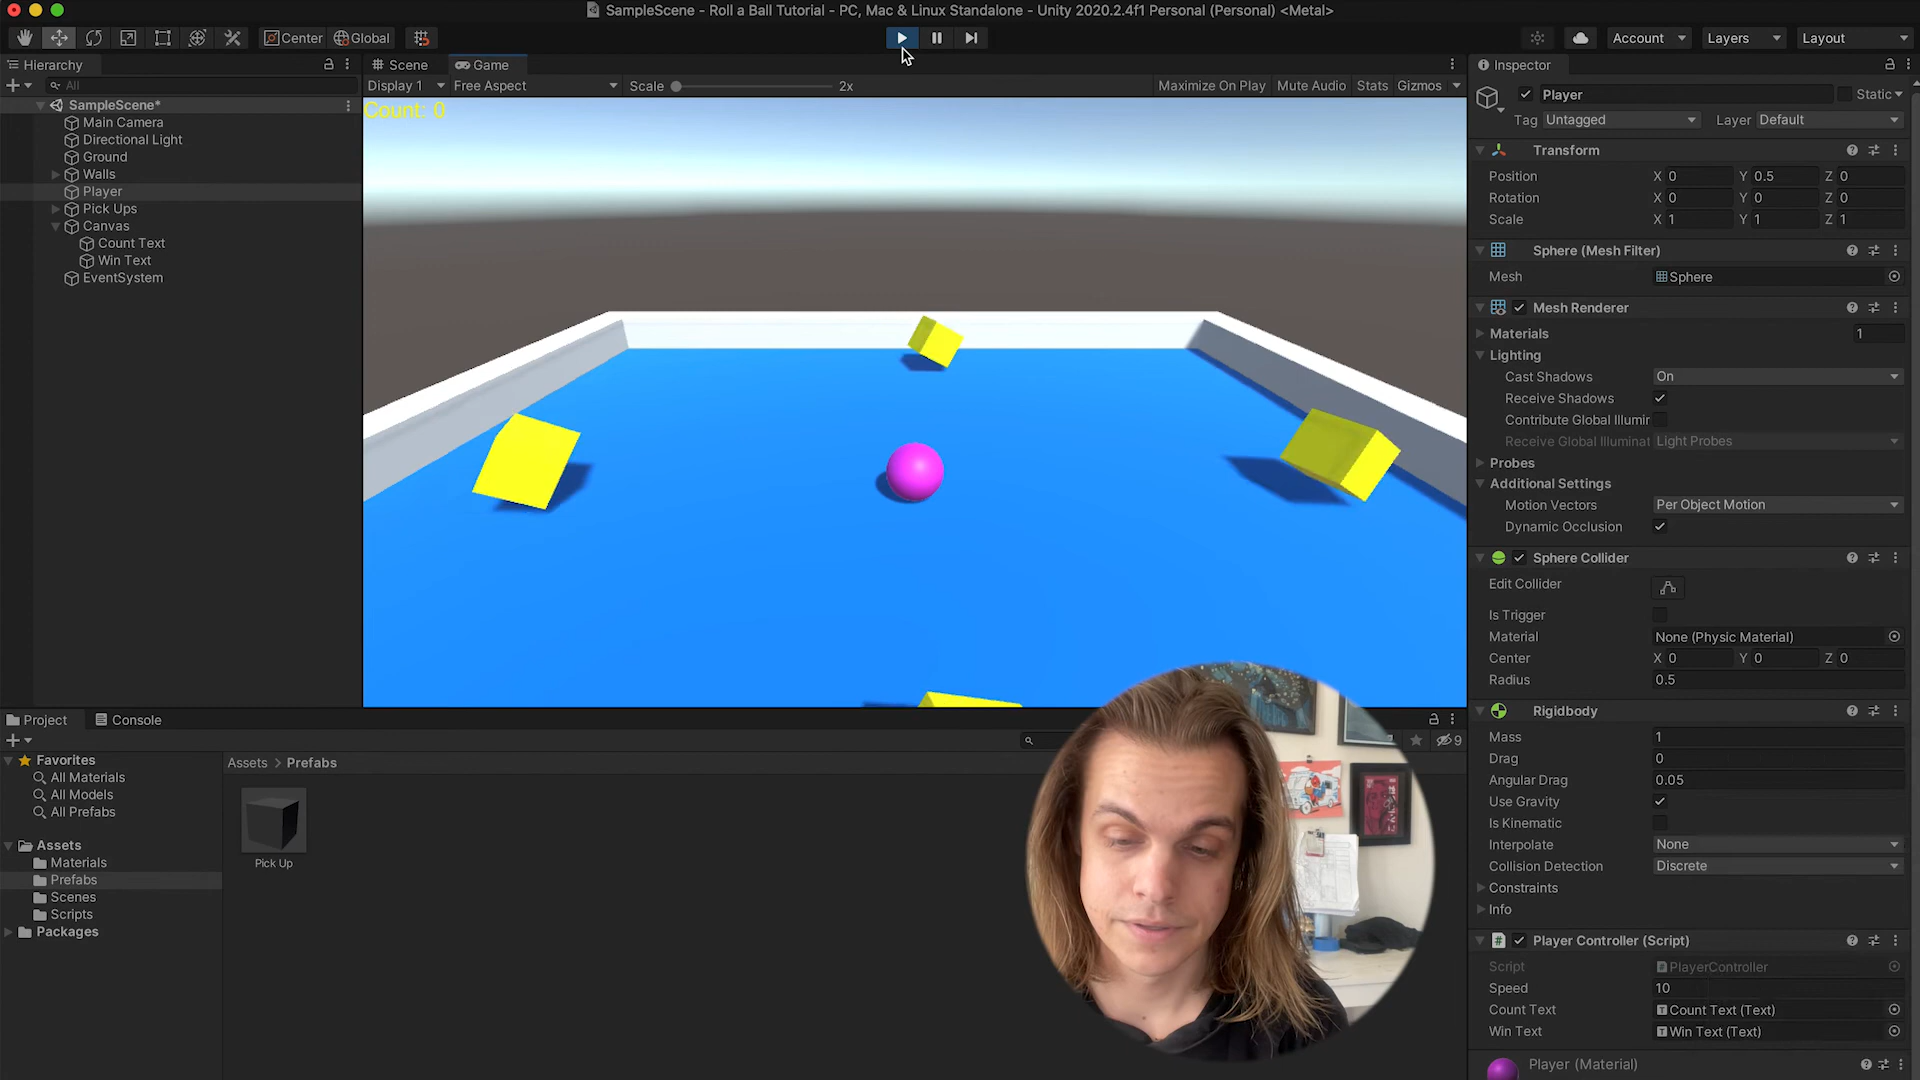 SampleScene - Roll a Ball Tutorial - PC, Mac & Linux Standalone - Unity 2020.2.4f1 Personal (Personal) <Metal>
Center Global Account Layers Layout
Hierarchy
All
SampleScene*
Main Camera
Directional Light
Ground
Walls
Player
Pick Ups
Canvas
Count Text
Win Text
EventSystem
Scene Game
Display 1 Free Aspect Scale 2x Maximize On Play Mute Audio Stats Gizmos
Count: 0
Inspector
Player Static
Tag Untagged Layer Default
Transform
Position X 0 Y 0.5 Z 0
Rotation X 0 Y 0 Z 0
Scale X 1 Y 1 Z 1
Sphere (Mesh Filter)
Mesh Sphere
Mesh Renderer
Materials 1
Lighting
Cast Shadows On
Receive Shadows
Contribute Global Illumir
Receive Global Illuminat Light Probes
Probes
Additional Settings
Motion Vectors Per Object Motion
Dynamic Occlusion
Sphere Collider
Edit Collider
Is Trigger
Material None (Physic Material)
Center X 0 Y 0 Z 0
Radius 0.5
Rigidbody
Mass 1
Drag 0
Angular Drag 0.05
Use Gravity
Is Kinematic
Interpolate None
Collision Detection Discrete
Constraints
Info
Player Controller (Script)
Script PlayerController
Speed 10
Count Text Count Text (Text)
Win Text Win Text (Text)
Player (Material)
Project Console
9
Favorites
All Materials
All Models
All Prefabs
Assets
Materials
Prefabs
Scenes
Scripts
Packages
Assets > Prefabs
Pick Up